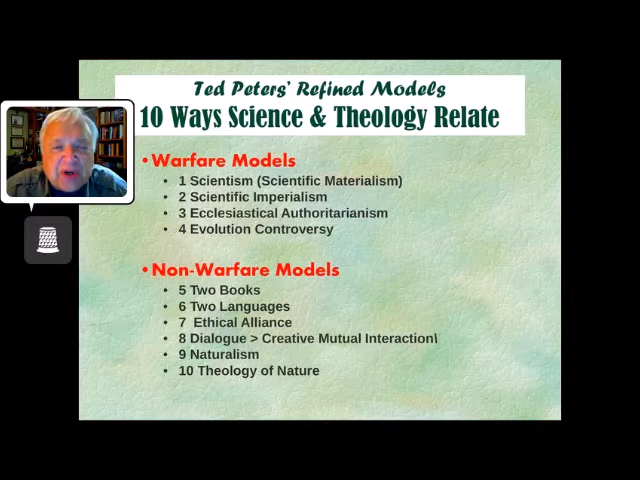 Ted Peters' Refined Models
10 Ways Science & Theology Relate
•Warfare Models
• 1 Scientism (Scientific Materialism)
• 2 Scientific Imperialism
• 3 Ecclesiastical Authoritarianism
• 4 Evolution Controversy
•Non-Warfare Models
• 5 Two Books
• 6 Two Languages
• 7  Ethical Alliance
• 8 Dialogue > Creative Mutual Interaction\
• 9 Naturalism
• 10 Theology of Nature